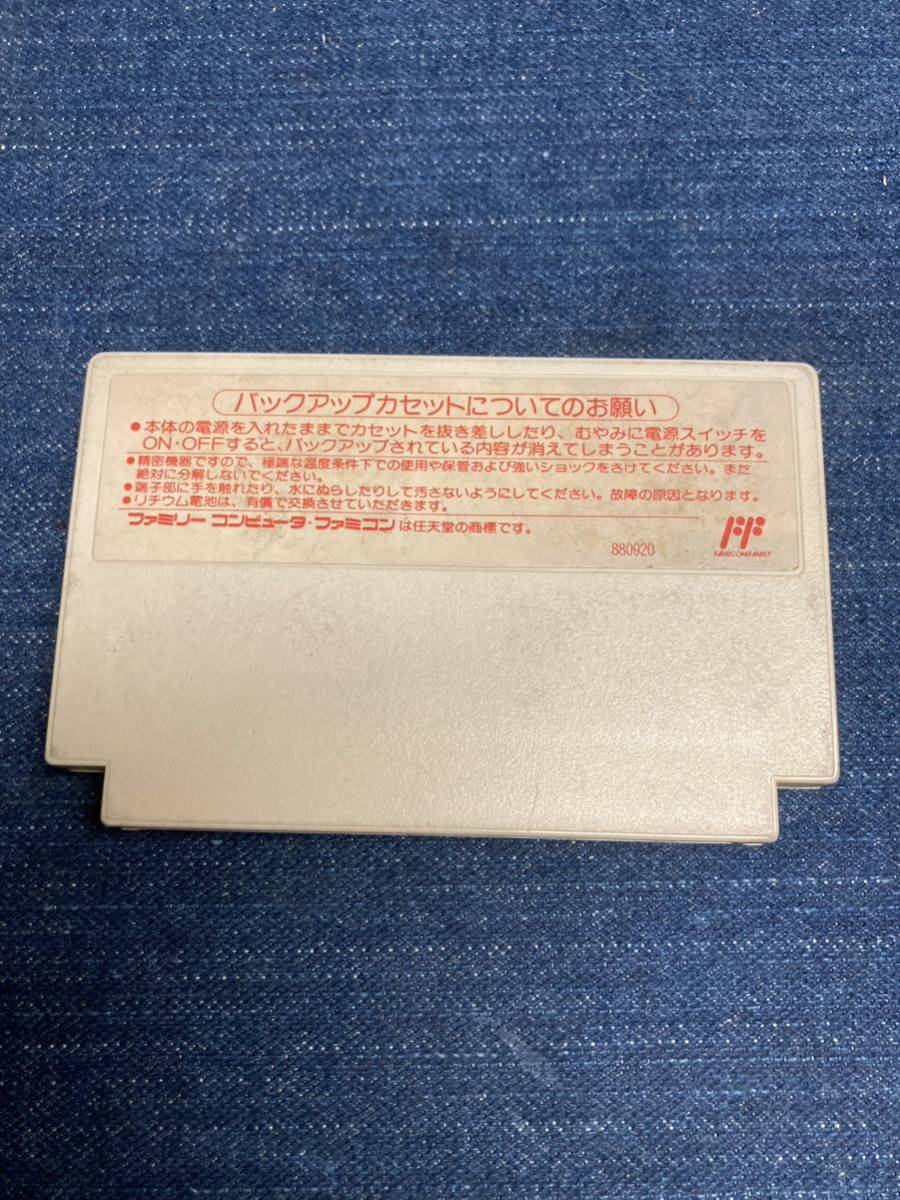 バックアップカセットについてのお願い
●本体の電源を入れたままでカセットを抜き差ししたり、むやみに電源スイッチを
ON・OFFすると、バックアップされている内容が消えてしまうことがあります。
●精密機器ですので、極端な温度条件下での使用や保管および強いショックをさけてください。また
絶対に分解しないでください。
●端子部に手を触れたり、水にぬらしたりして汚さないようにしてください。故障の原因となります。
●リチウム電池は、有償で交換させていただきます。
ファミリーコンピュータ・ファミコンは任天堂の商標です。
880920
FF
FAMICOM FAMILY